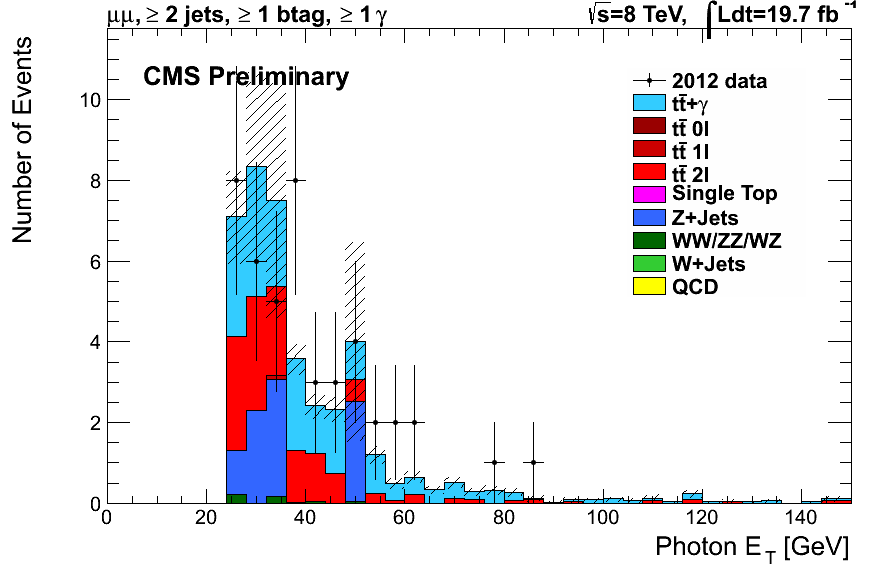 μμ, ≥ 2 jets, ≥ 1 btag, ≥ 1 γ
√s=8 TeV, ∫Ldt=19.7 fb⁻¹
CMS Preliminary
Number of Events
10
8
6
4
2
0
2012 data
tt̄+γ
tt̄ 0l
tt̄ 1l
tt̄ 2l
Single Top
Z+Jets
WW/ZZ/WZ
W+Jets
QCD
0 20 40 60 80 100 120 140
Photon E_T [GeV]